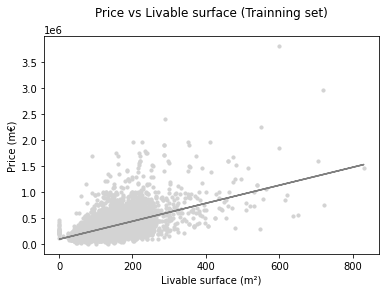 Price vs Livable surface (Trainning set)
1e6
3.5
3.0
2.5
2.0
1.5
1.0
0.5
0.0
Price (m€)
0 200 400 600 800
Livable surface (m²)